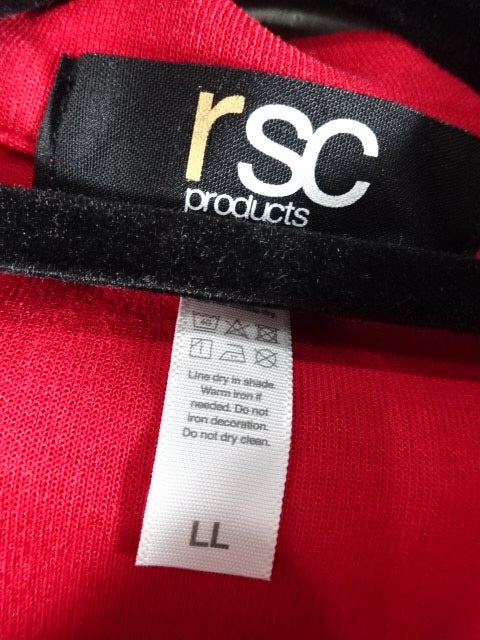 rsc
products
Line dry in shade.
Warm iron if
needed. Do not
iron decoration.
Do not dry clean.
LL